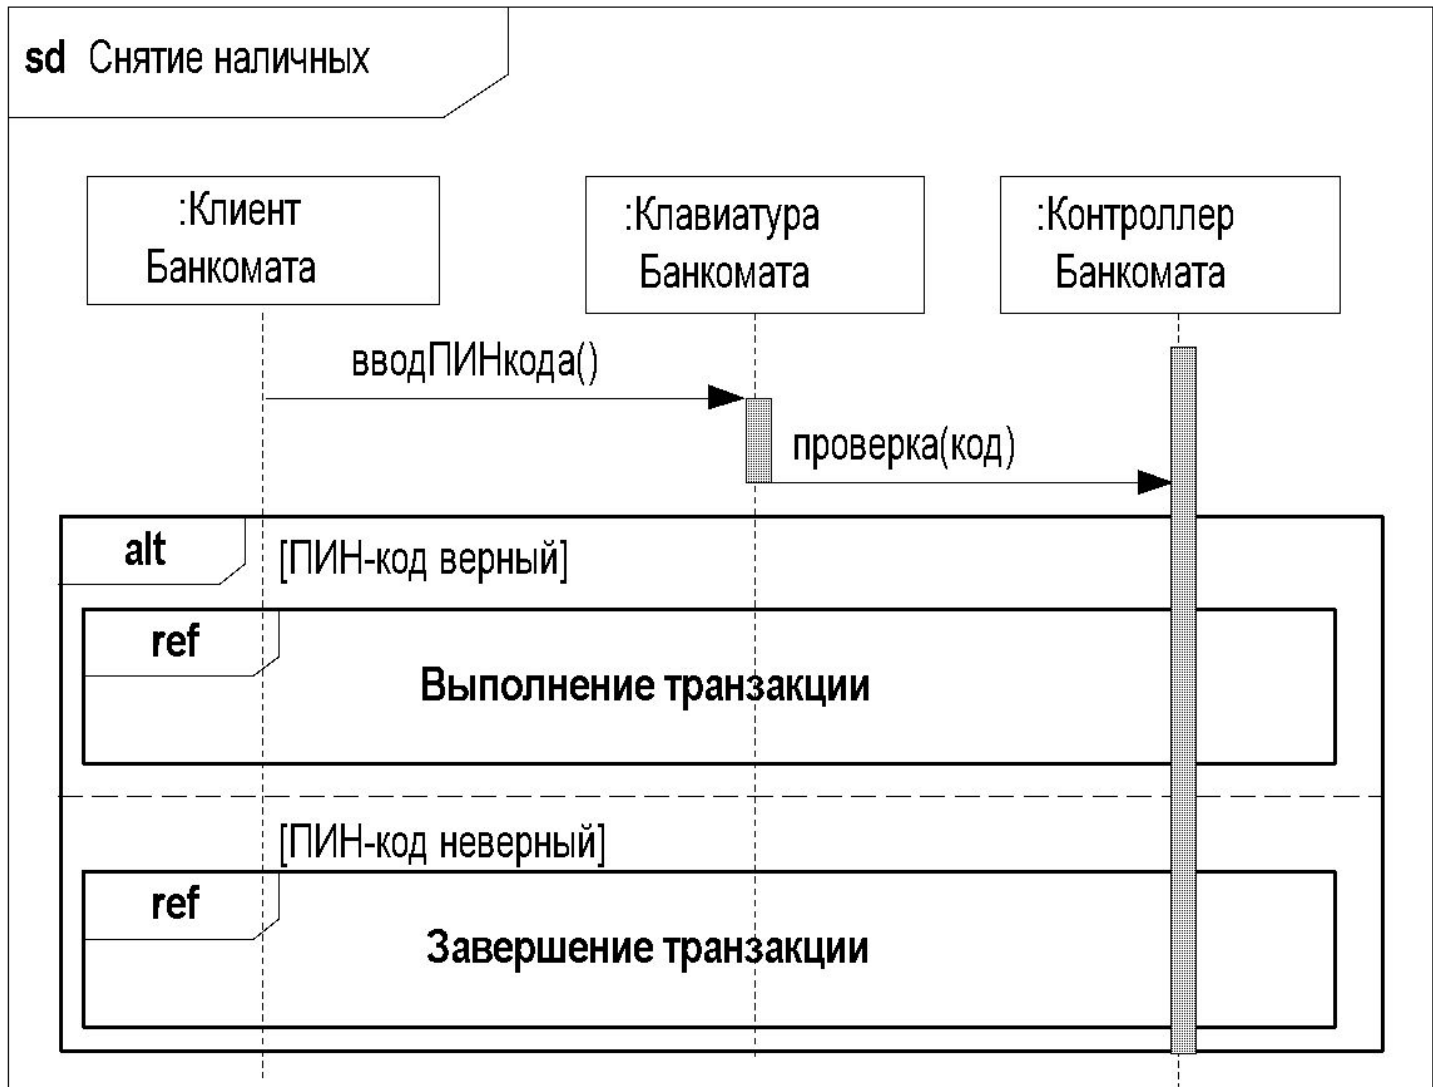 sd Снятие наличных
:Клиент
Банкомата
:Клавиатура
Банкомата
:Контроллер
Банкомата
вводПИНкода()
проверка(код)
alt
[ПИН-код верный]
ref
Выполнение транзакции
[ПИН-код неверный]
ref
Завершение транзакции